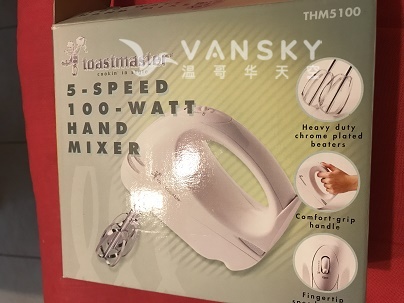 THM5100
toastmaster
VANSKY
温哥华天空
5-SPEED
100-WATT
HAND
MIXER
Heavy duty
chrome plated
beaters
Comfort-grip
handle
Fingertip